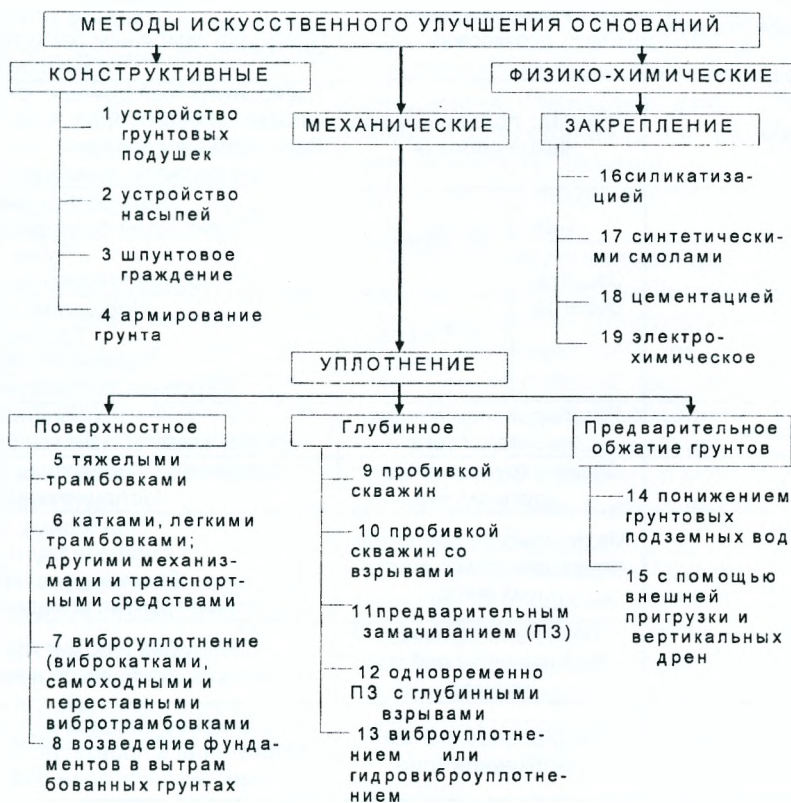 МЕТОДЫ ИСКУССТВЕННОГО УЛУЧШЕНИЯ ОСНОВАНИЙ
КОНСТРУКТИВНЫЕ
1 устройство
грунтовых
подушек
2 устройство
насыпей
3 шпунтовое
граждение
4 армирование
грунта
МЕХАНИЧЕСКИЕ
ФИЗИКО-ХИМИЧЕСКИЕ
ЗАКРЕПЛЕНИЕ
16силикатиза-
цией
17 синтетически-
ми смолами
18 цементацией
19 электро-
химическое
УПЛОТНЕНИЕ
Поверхностное
5 тяжелыми
трамбовками
6 катками, легкими
трамбовками;
другими механиз-
мами и транспорт-
ными средствами
7 виброуплотнение
(виброкатками,
самоходными и
переставными
вибротрамбовками
8 возведение фунда-
ментов в вытрам
бованных грунтах
Глубинное
9 пробивкой
скважин
10 пробивкой
скважин со
взрывами
11предварительным
замачиванием (ПЗ)
12 одновременно
ПЗ с глубинными
взрывами
13 виброуплотне-
нием или
гидровиброуплотне-
нием
Предварительное
обжатие грунтов
14 понижением
грунтовых
подземных вод
15 с помощью
внешней
пригрузки и
вертикальных
дрен